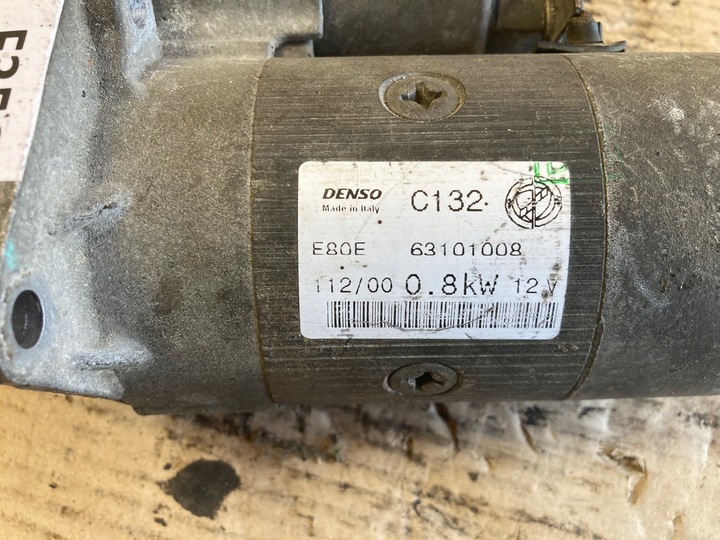 DENSO C132
Made in Italy
E80E 63101008
112/00 0.8kW 12V